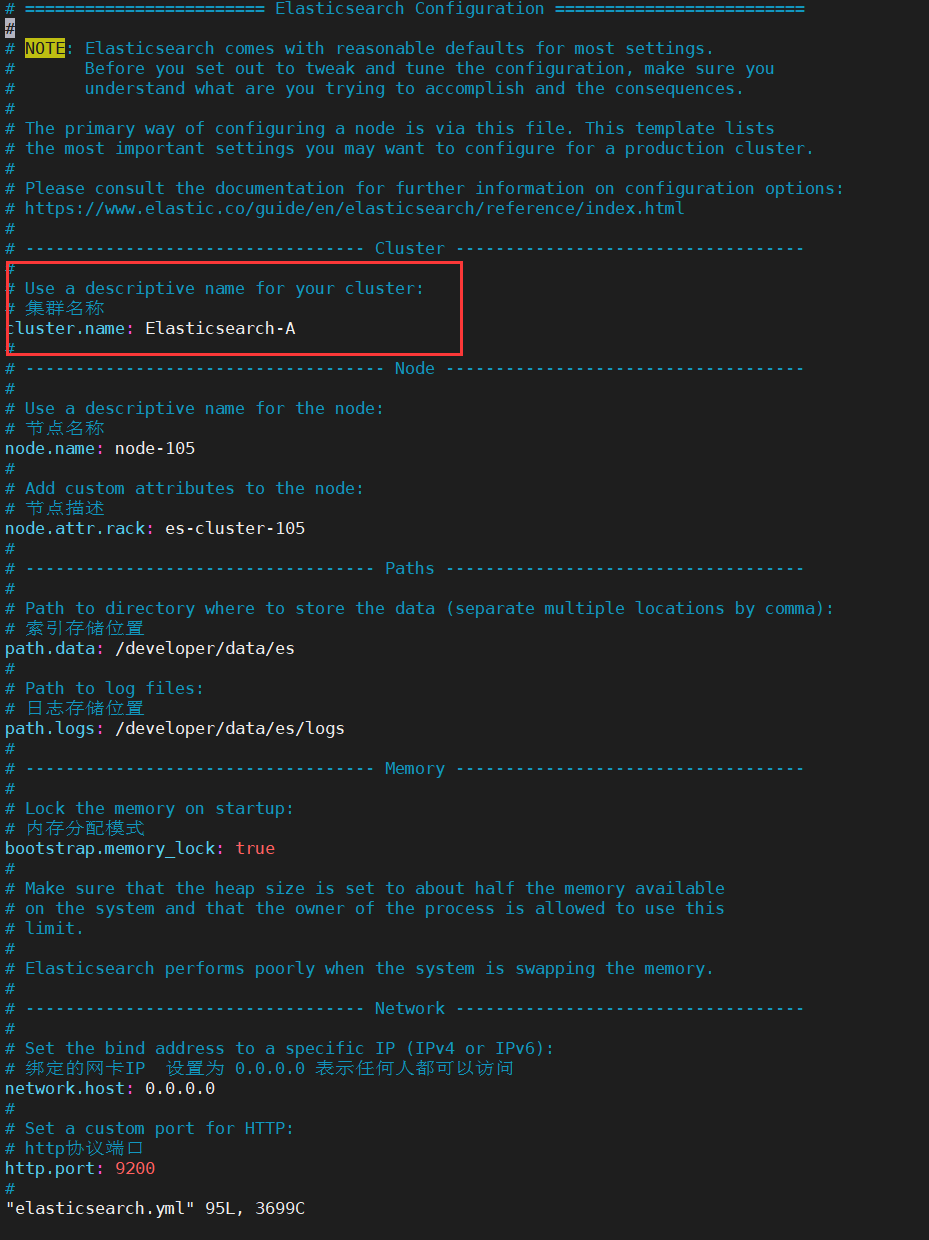 # ======================== Elasticsearch Configuration =========================
#
# NOTE: Elasticsearch comes with reasonable defaults for most settings.
#       Before you set out to tweak and tune the configuration, make sure you
#       understand what are you trying to accomplish and the consequences.
#
# The primary way of configuring a node is via this file. This template lists
# the most important settings you may want to configure for a production cluster.
#
# Please consult the documentation for further information on configuration options:
# https://www.elastic.co/guide/en/elasticsearch/reference/index.html
#
# ---------------------------------- Cluster -----------------------------------
#
# Use a descriptive name for your cluster:
# 集群名称
cluster.name: Elasticsearch-A
#
# ------------------------------------ Node ------------------------------------
#
# Use a descriptive name for the node:
# 节点名称
node.name: node-105
#
# Add custom attributes to the node:
# 节点描述
node.attr.rack: es-cluster-105
#
# ----------------------------------- Paths ------------------------------------
#
# Path to directory where to store the data (separate multiple locations by comma):
# 索引存储位置
path.data: /developer/data/es
#
# Path to log files:
# 日志存储位置
path.logs: /developer/data/es/logs
#
# ----------------------------------- Memory -----------------------------------
#
# Lock the memory on startup:
# 内存分配模式
bootstrap.memory_lock: true
#
# Make sure that the heap size is set to about half the memory available
# on the system and that the owner of the process is allowed to use this
# limit.
#
# Elasticsearch performs poorly when the system is swapping the memory.
#
# ---------------------------------- Network -----------------------------------
#
# Set the bind address to a specific IP (IPv4 or IPv6):
# 绑定的网卡IP  设置为 0.0.0.0 表示任何人都可以访问
network.host: 0.0.0.0
#
# Set a custom port for HTTP:
# http协议端口
http.port: 9200
#
"elasticsearch.yml" 95L, 3699C